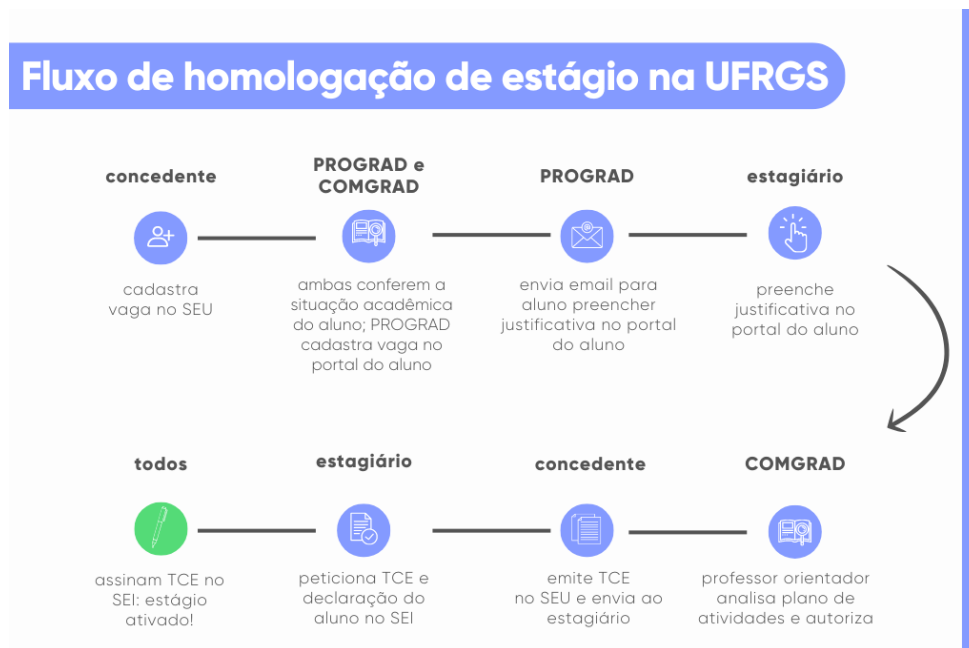 Fluxo de homologação de estágio na UFRGS
concedente
cadastra
vaga no SEU
PROGRAD e
COMGRAD
ambas conferem a
situação acadêmica
do aluno; PROGRAD
cadastra vaga no
portal do aluno
PROGRAD
envia email para
aluno preencher
justificativa no portal
do aluno
estagiário
preenche
justificativa no
portal do aluno
COMGRAD
professor orientador
analisa plano de
atividades e autoriza
concedente
emite TCE
no SEU e envia ao
estagiário
estagiário
peticiona TCE e
declaração do
aluno no SEI
todos
assinam TCE no
SEI: estágio
ativado!